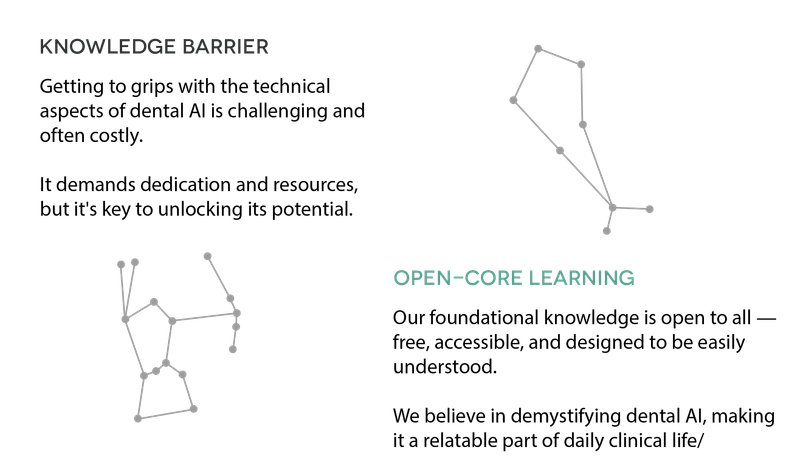 KNOWLEDGE BARRIER
Getting to grips with the technical
aspects of dental AI is challenging and
often costly.
It demands dedication and resources,
but it's key to unlocking its potential.
OPEN-CORE LEARNING
Our foundational knowledge is open to all —
free, accessible, and designed to be easily
understood.
We believe in demystifying dental AI, making
it a relatable part of daily clinical life/